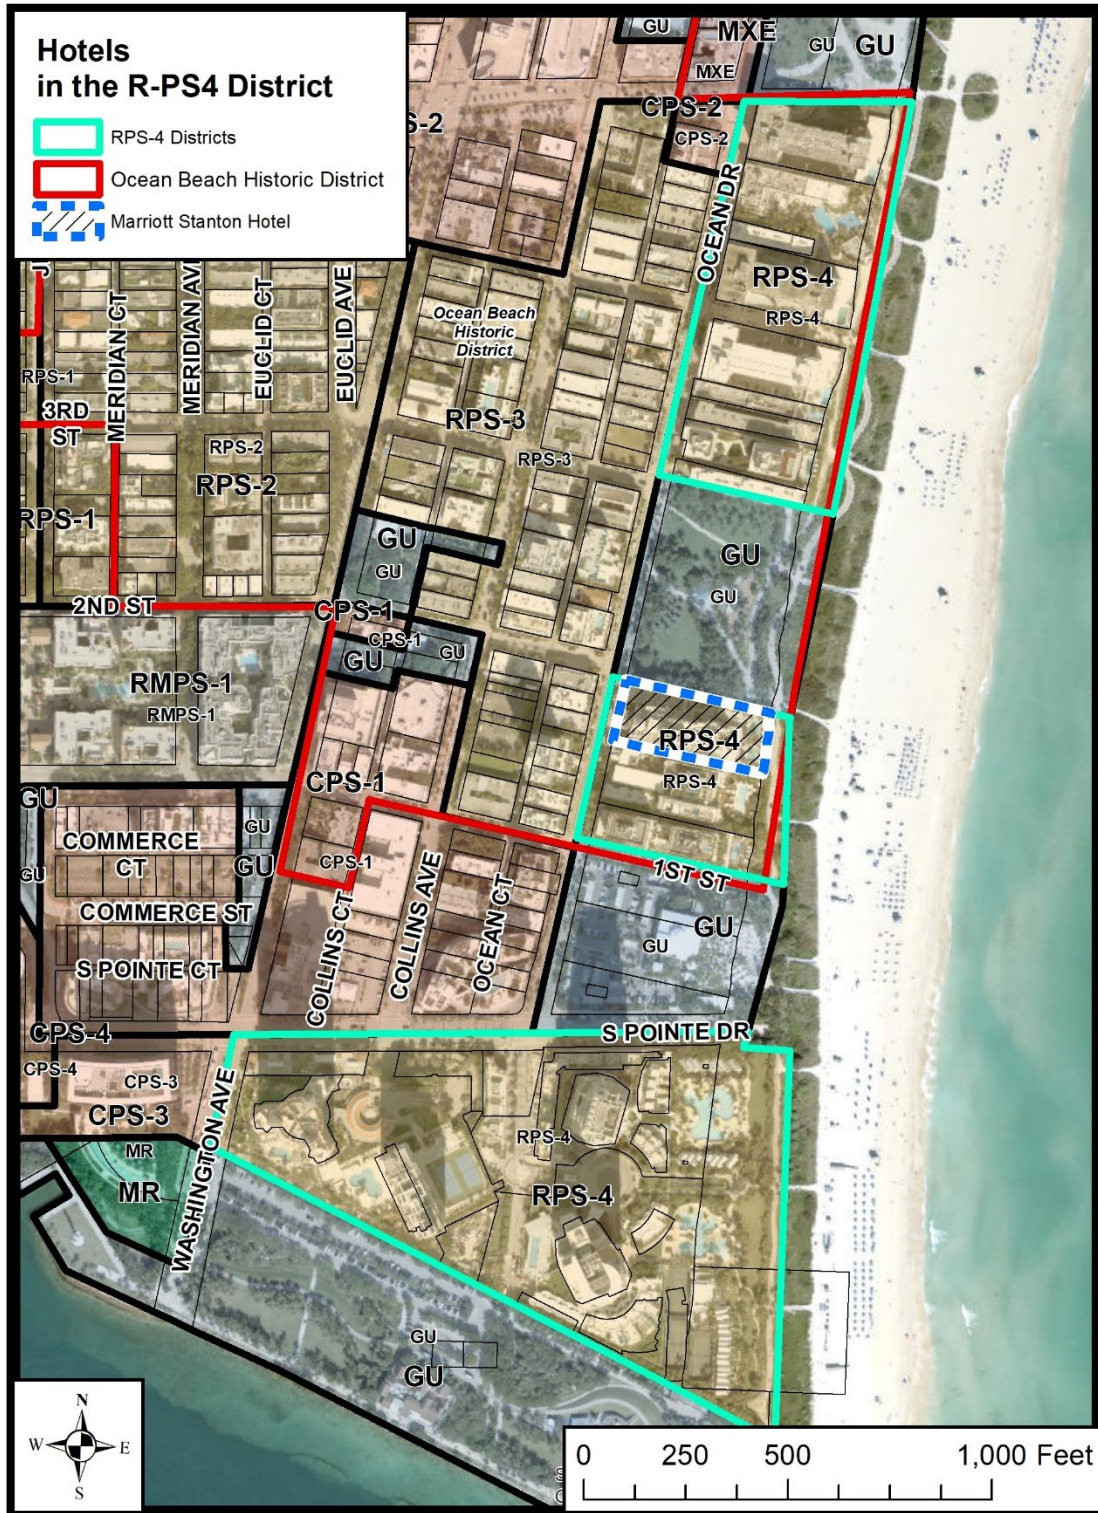 Hotels
in the R-PS4 District
RPS-4 Districts
Ocean Beach Historic District
Marriott Stanton Hotel
GU
MXE
GU
GU
MXE
CPS-2
CPS-2
S-2
OCEAN DR
RPS-4
RPS-4
MERIDIAN CT
MERIDIAN AVE
EUCLID CT
EUCLID AVE
Ocean Beach
Historic
District
RPS-1
3RD
ST
RPS-3
RPS-3
RPS-2
RPS-2
RPS-1
GU
GU
GU
GU
2ND ST
CPS-1
CPS-1
GU
GU
RMPS-1
RMPS-1
RPS-4
RPS-4
CPS-1
CPS-1
GU
GU
COMMERCE
CT
GU
GU
COMMERCE ST
S POINTE CT
COLLINS CT
COLLINS AVE
OCEAN CT
1ST ST
GU
GU
S POINTE DR
CPS-4
CPS-4
CPS-3
CPS-3
WASHINGTON AVE
MR
MR
RPS-4
RPS-4
GU
GU
N
W
E
S
0
250
500
1,000 Feet